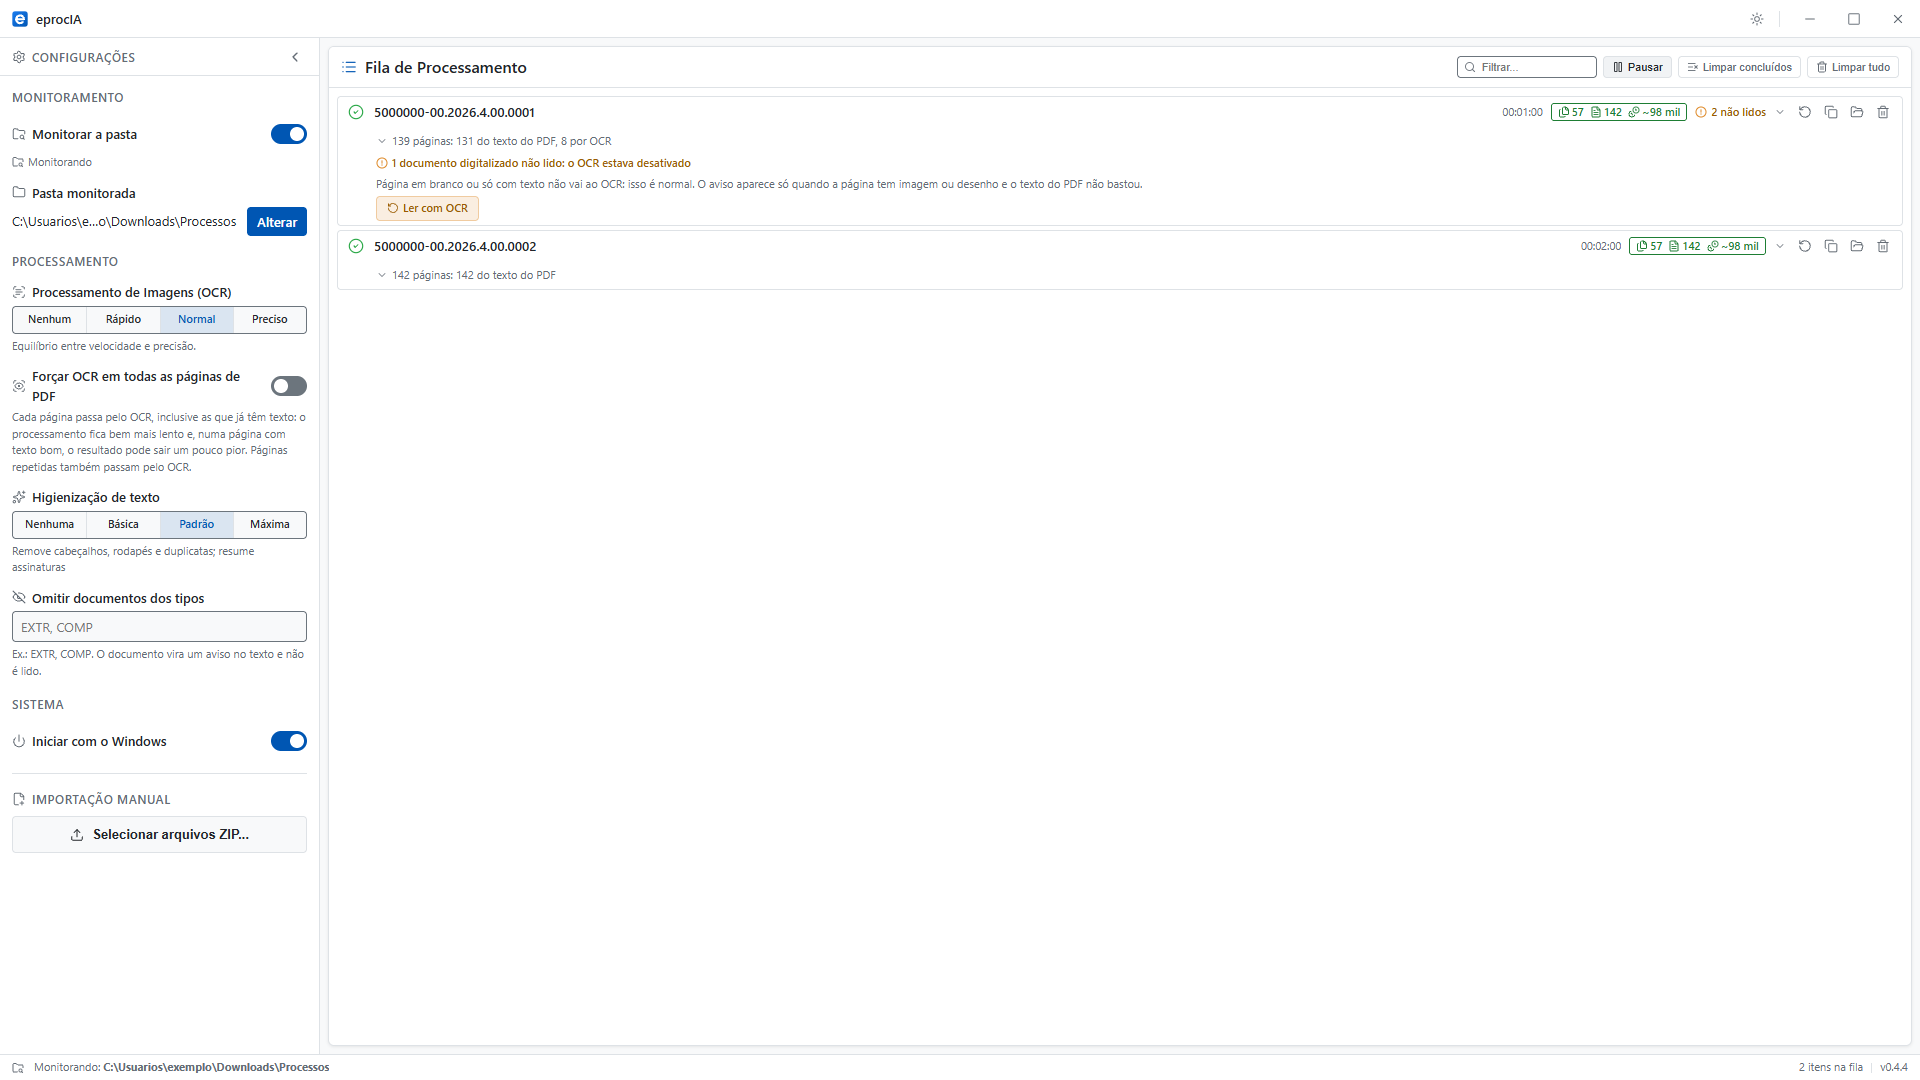 eprocIA
CONFIGURAÇÕES
MONITORAMENTO
Monitorar a pasta
Monitorando
Pasta monitorada
C:\Usuarios\e...o\Downloads\Processos
Alterar
PROCESSAMENTO
Processamento de Imagens (OCR)
Nenhum Rápido Normal Preciso
Equilíbrio entre velocidade e precisão.
Forçar OCR em todas as páginas de
PDF
Cada página passa pelo OCR, inclusive as que já têm texto: o
processamento fica bem mais lento e, numa página com
texto bom, o resultado pode sair um pouco pior. Páginas
repetidas também passam pelo OCR.
Higienização de texto
Nenhuma Básica Padrão Máxima
Remove cabeçalhos, rodapés e duplicatas; resume
assinaturas
Omitir documentos dos tipos
EXTR, COMP
Ex.: EXTR, COMP. O documento vira um aviso no texto e não
é lido.
SISTEMA
Iniciar com o Windows
IMPORTAÇÃO MANUAL
Selecionar arquivos ZIP...
Fila de Processamento
Filtrar...
Pausar
Limpar concluídos
Limpar tudo
5000000-00.2026.4.00.0001
00:01:00 57 142 ~98 mil 2 não lidos
139 páginas: 131 do texto do PDF, 8 por OCR
1 documento digitalizado não lido: o OCR estava desativado
Página em branco ou só com texto não vai ao OCR: isso é normal. O aviso aparece só quando a página tem imagem ou desenho e o texto do PDF não bastou.
Ler com OCR
5000000-00.2026.4.00.0002
00:02:00 57 142 ~98 mil
142 páginas: 142 do texto do PDF
Monitorando: C:\Usuarios\exemplo\Downloads\Processos
2 itens na fila
v0.4.4